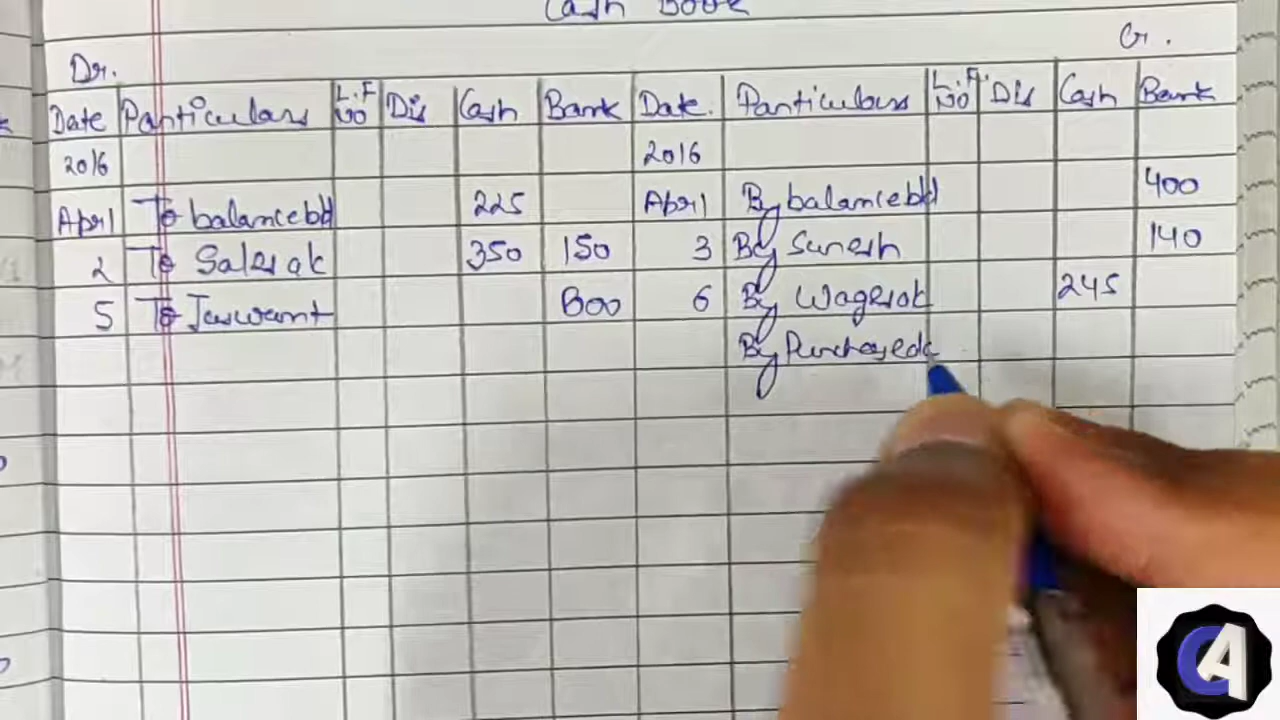 Cash Book
Dr. Cr.
Date Particulars L.F No Dis Cash Bank Date. Particulars L.F. No Dis Cash Bank
2016 2016
April To balance b/d 225 April By balance b/d 400
2 To Sales a/c 350 150 3 By Suresh 140
5 To Jaswant 800 6 By Wages a/c 245
By Purchase
CA